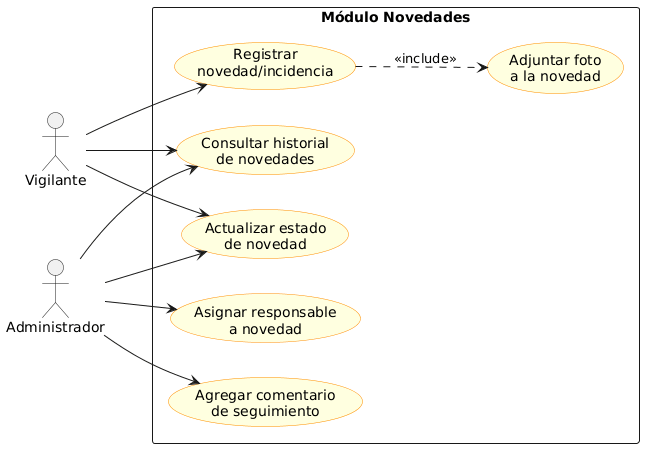 Módulo Novedades
Registrar
novedad/incidencia
«include»
Adjuntar foto
a la novedad
Consultar historial
de novedades
Vigilante
Actualizar estado
de novedad
Asignar responsable
a novedad
Administrador
Agregar comentario
de seguimiento